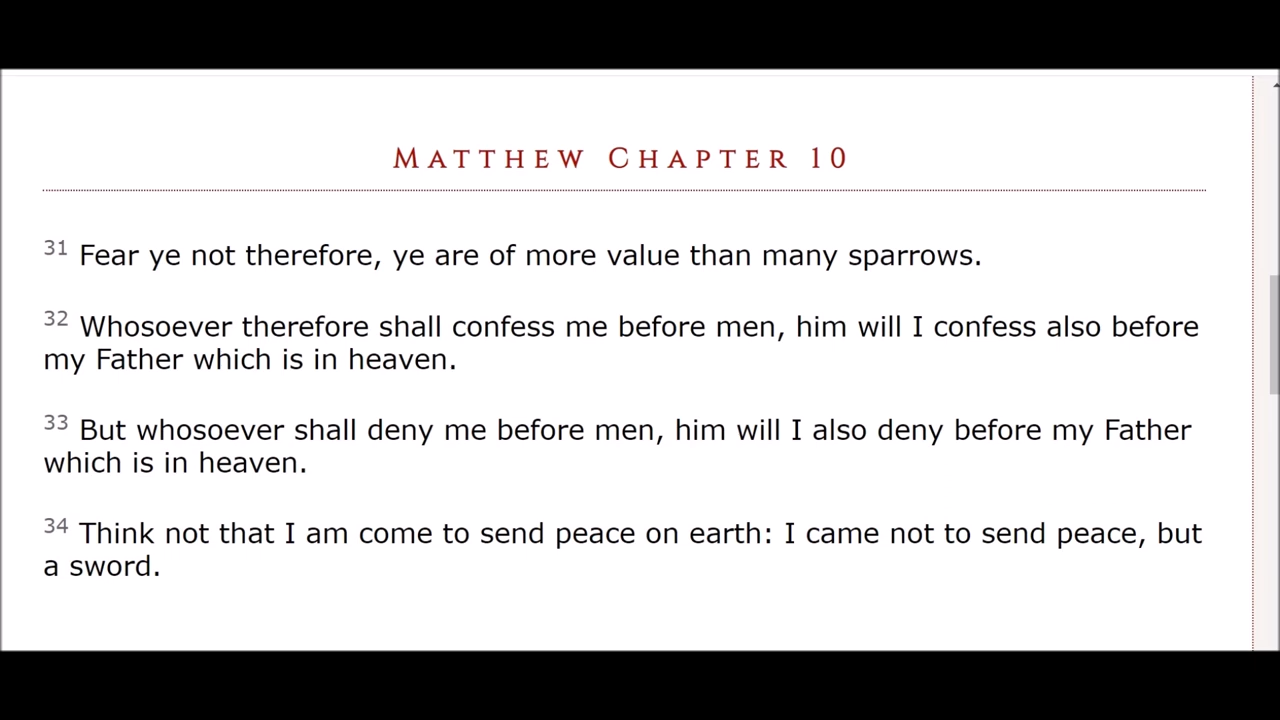 Matthew Chapter 10
31 Fear ye not therefore, ye are of more value than many sparrows.
32 Whosoever therefore shall confess me before men, him will I confess also before
my Father which is in heaven.
33 But whosoever shall deny me before men, him will I also deny before my Father
which is in heaven.
34 Think not that I am come to send peace on earth: I came not to send peace, but
a sword.